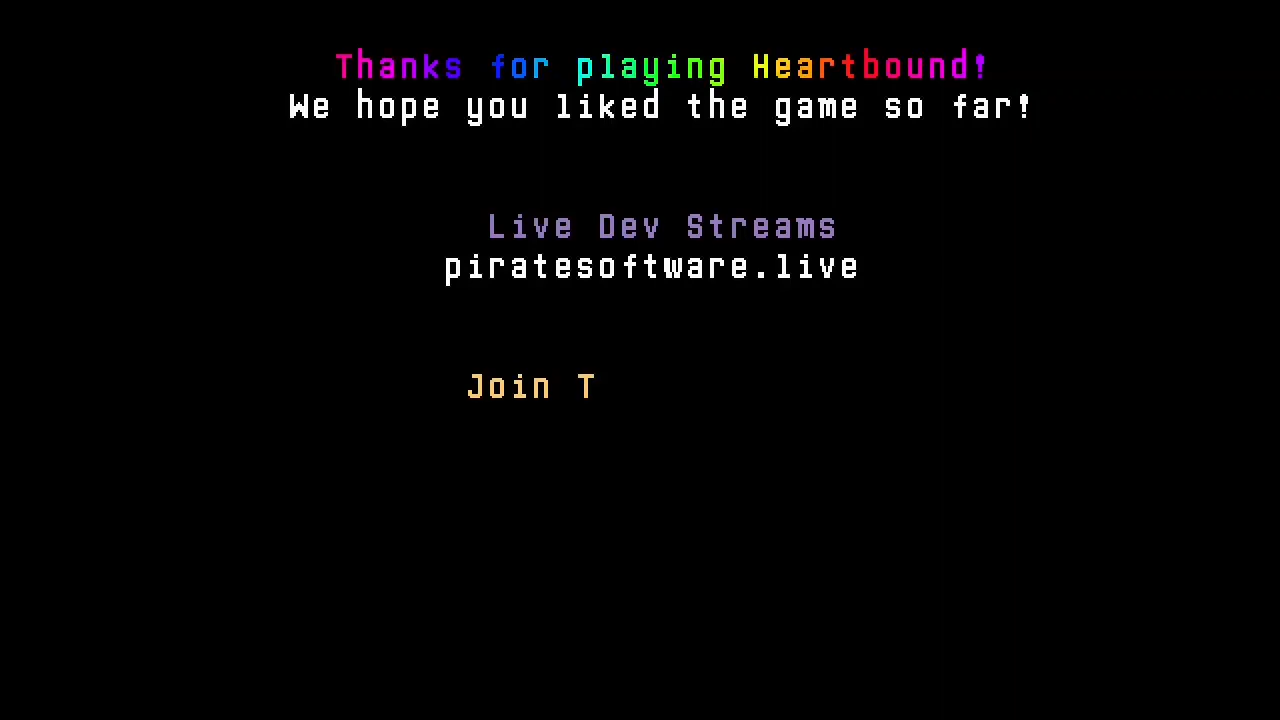 Thanks for playing Heartbound!
We hope you liked the game so far!
Live Dev Streams
piratesoftware.live
Join T